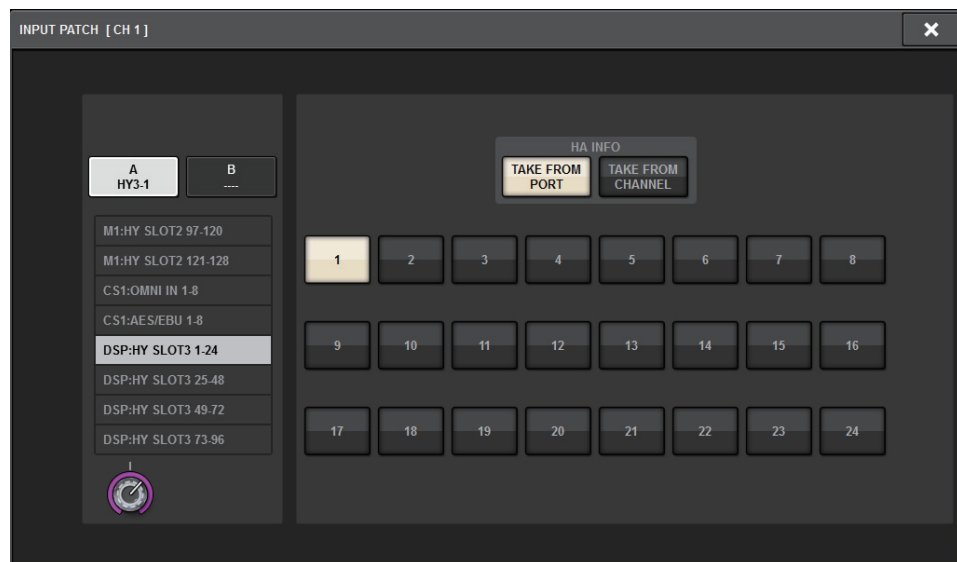 INPUT PATCH [ CH 1 ]
A
HY3-1
B
----
M1:HY SLOT2 97-120
M1:HY SLOT2 121-128
CS1:OMNI IN 1-8
CS1:AES/EBU 1-8
DSP:HY SLOT3 1-24
DSP:HY SLOT3 25-48
DSP:HY SLOT3 49-72
DSP:HY SLOT3 73-96
HA INFO
TAKE FROM
PORT
TAKE FROM
CHANNEL
1 2 3 4 5 6 7 8
9 10 11 12 13 14 15 16
17 18 19 20 21 22 23 24